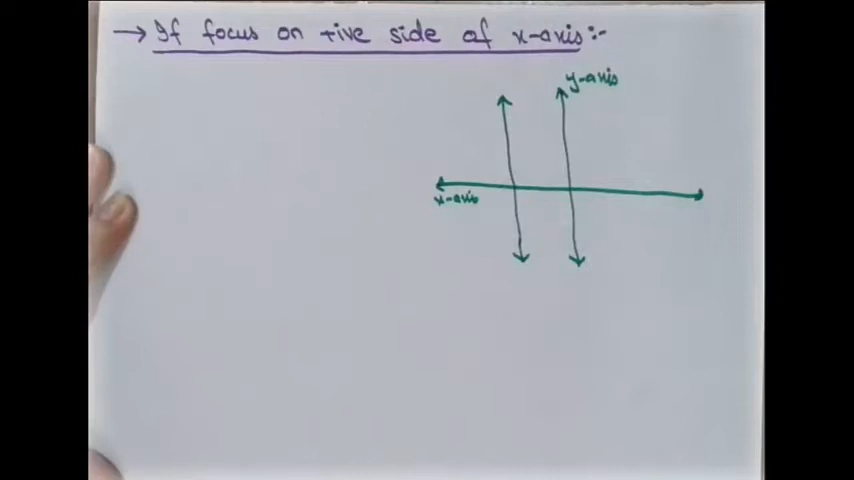 → If focus on +ive side of x-axis:-
y-axis
x-axis